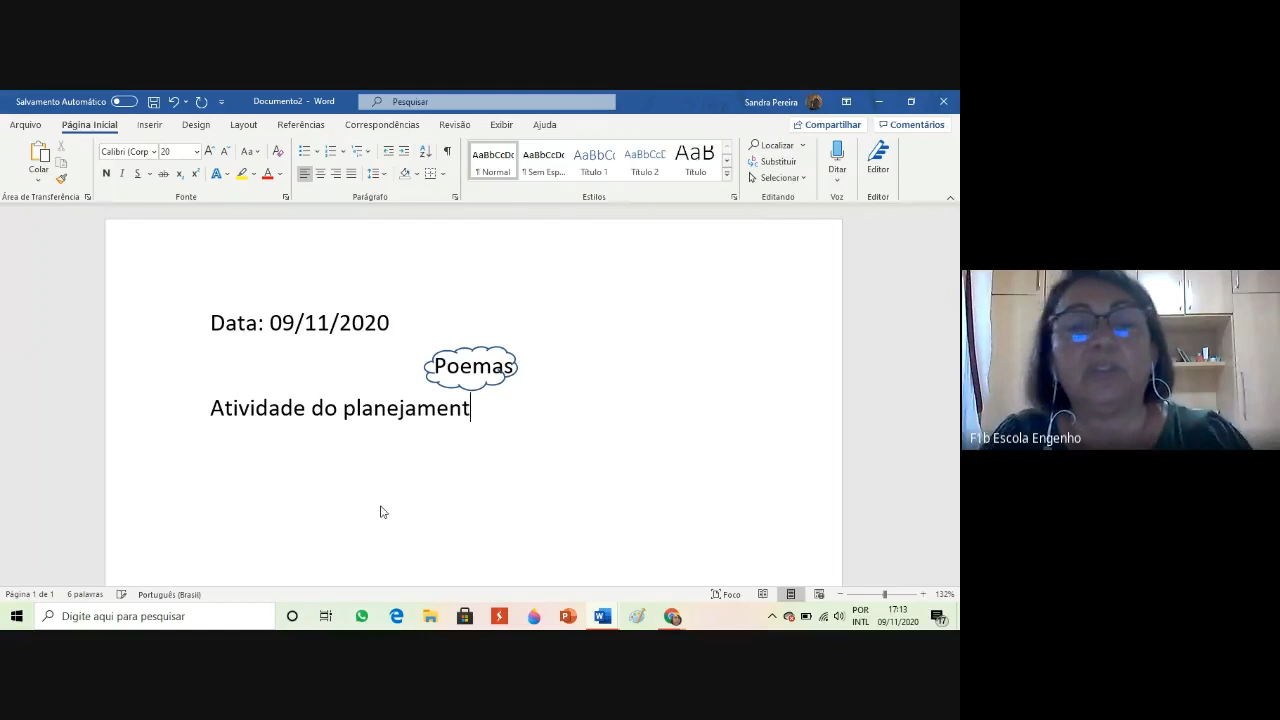 Salvamento Automático
Documento2 - Word
Pesquisar
Sandra Pereira
Arquivo Página Inicial Inserir Design Layout Referências Correspondências Revisão Exibir Ajuda
Compartilhar Comentários
Calibri (Corp 20
Colar
Área de Transferência
Fonte
Parágrafo
AaBbCcDc AaBbCcDc AaBbCc AaBbCcD AaB
¶ Normal ¶ Sem Esp... Título 1 Título 2 Título
Estilos
Localizar
Substituir
Selecionar
Editando
Ditar
Voz
Editor
Editor
Data: 09/11/2020
Poemas
Atividade do planejament
F1b Escola Engenho
Página 1 de 1 6 palavras Português (Brasil)
Foco
132%
Digite aqui para pesquisar
POR
INTL
17:13
09/11/2020
17